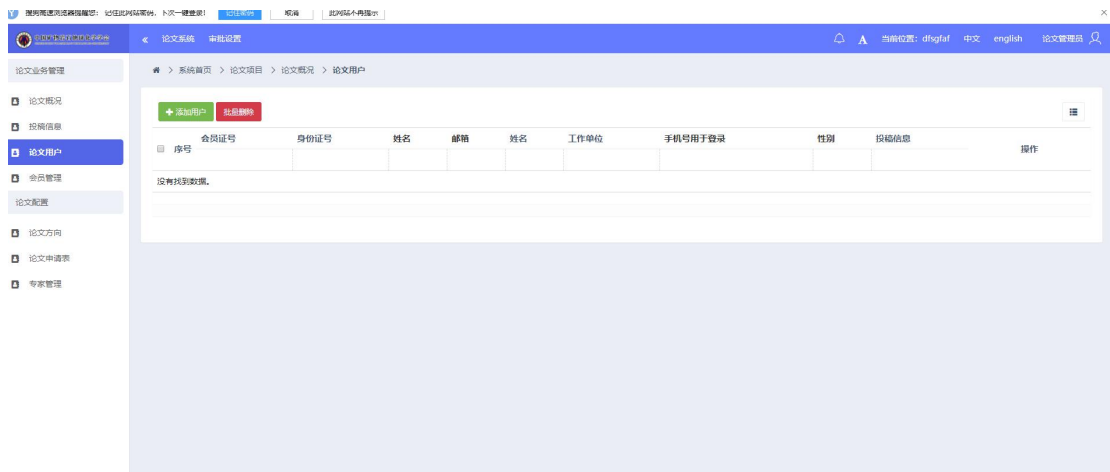 搜狗高速浏览器提醒您： 记住此网站密码，下次一键登录！ 记住密码 取消 此网站不再提示
« 论文系统 审批设置 A 当前位置: dfsgfaf 中文 english 论文管理员
论文业务管理
> 系统首页 > 论文项目 > 论文概况 > 论文用户
论文概况
投稿信息
论文用户
会员管理
论文配置
论文方向
论文申请表
专家管理
+ 添加用户 批量删除
序号 会员证号 身份证号 姓名 邮箱 姓名 工作单位 手机号用于登录 性别 投稿信息 操作
没有找到数据。